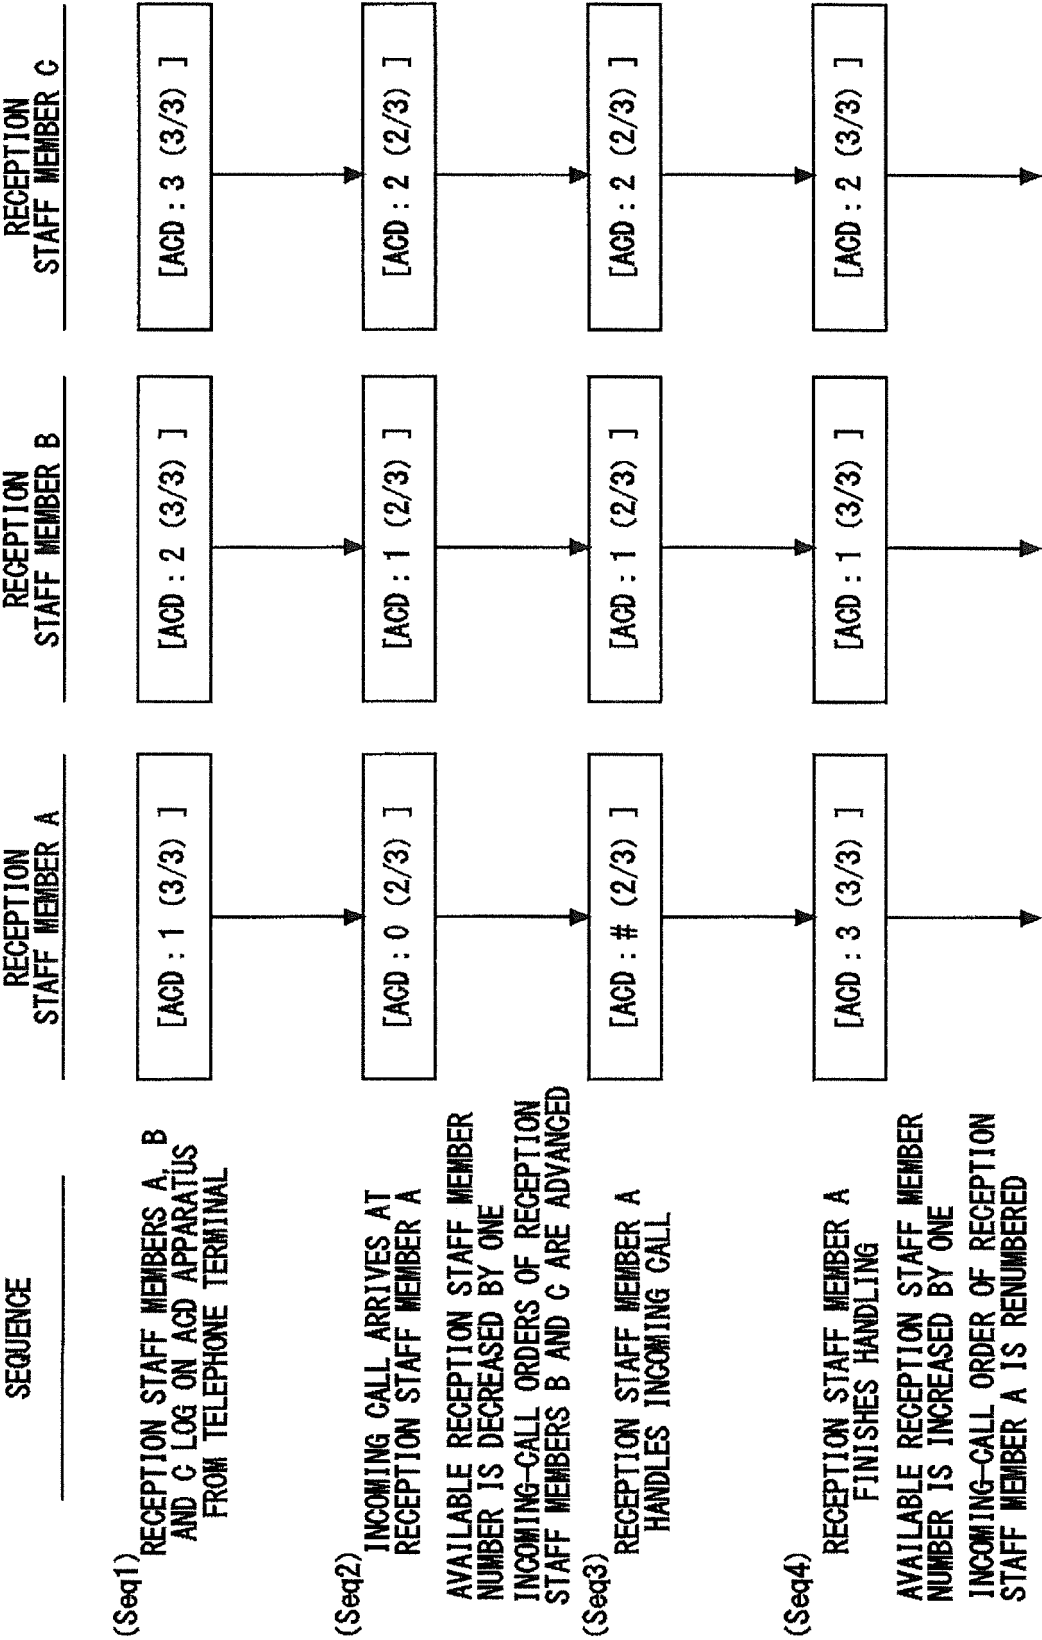 SEQUENCE
RECEPTION
STAFF MEMBER A
RECEPTION
STAFF MEMBER B
RECEPTION
STAFF MEMBER C
(Seq1)
RECEPTION STAFF MEMBERS A, B
AND C LOG ON ACD APPARATUS
FROM TELEPHONE TERMINAL
[ACD : 1 (3/3) ]
[ACD : 2 (3/3) ]
[ACD : 3 (3/3) ]
(Seq2)
INCOMING CALL ARRIVES AT
RECEPTION STAFF MEMBER A
AVAILABLE RECEPTION STAFF MEMBER
NUMBER IS DECREASED BY ONE
INCOMING-CALL ORDERS OF RECEPTION
STAFF MEMBERS B AND C ARE ADVANCED
[ACD : 0 (2/3) ]
[ACD : 1 (2/3) ]
[ACD : 2 (2/3) ]
(Seq3)
RECEPTION STAFF MEMBER A
HANDLES INCOMING CALL
[ACD : # (2/3) ]
[ACD : 1 (2/3) ]
[ACD : 2 (2/3) ]
(Seq4)
RECEPTION STAFF MEMBER A
FINISHES HANDLING
AVAILABLE RECEPTION STAFF MEMBER
NUMBER IS INCREASED BY ONE
INCOMING-CALL ORDER OF RECEPTION
STAFF MEMBER A IS RENUMBERED
[ACD : 3 (3/3) ]
[ACD : 1 (3/3) ]
[ACD : 2 (3/3) ]